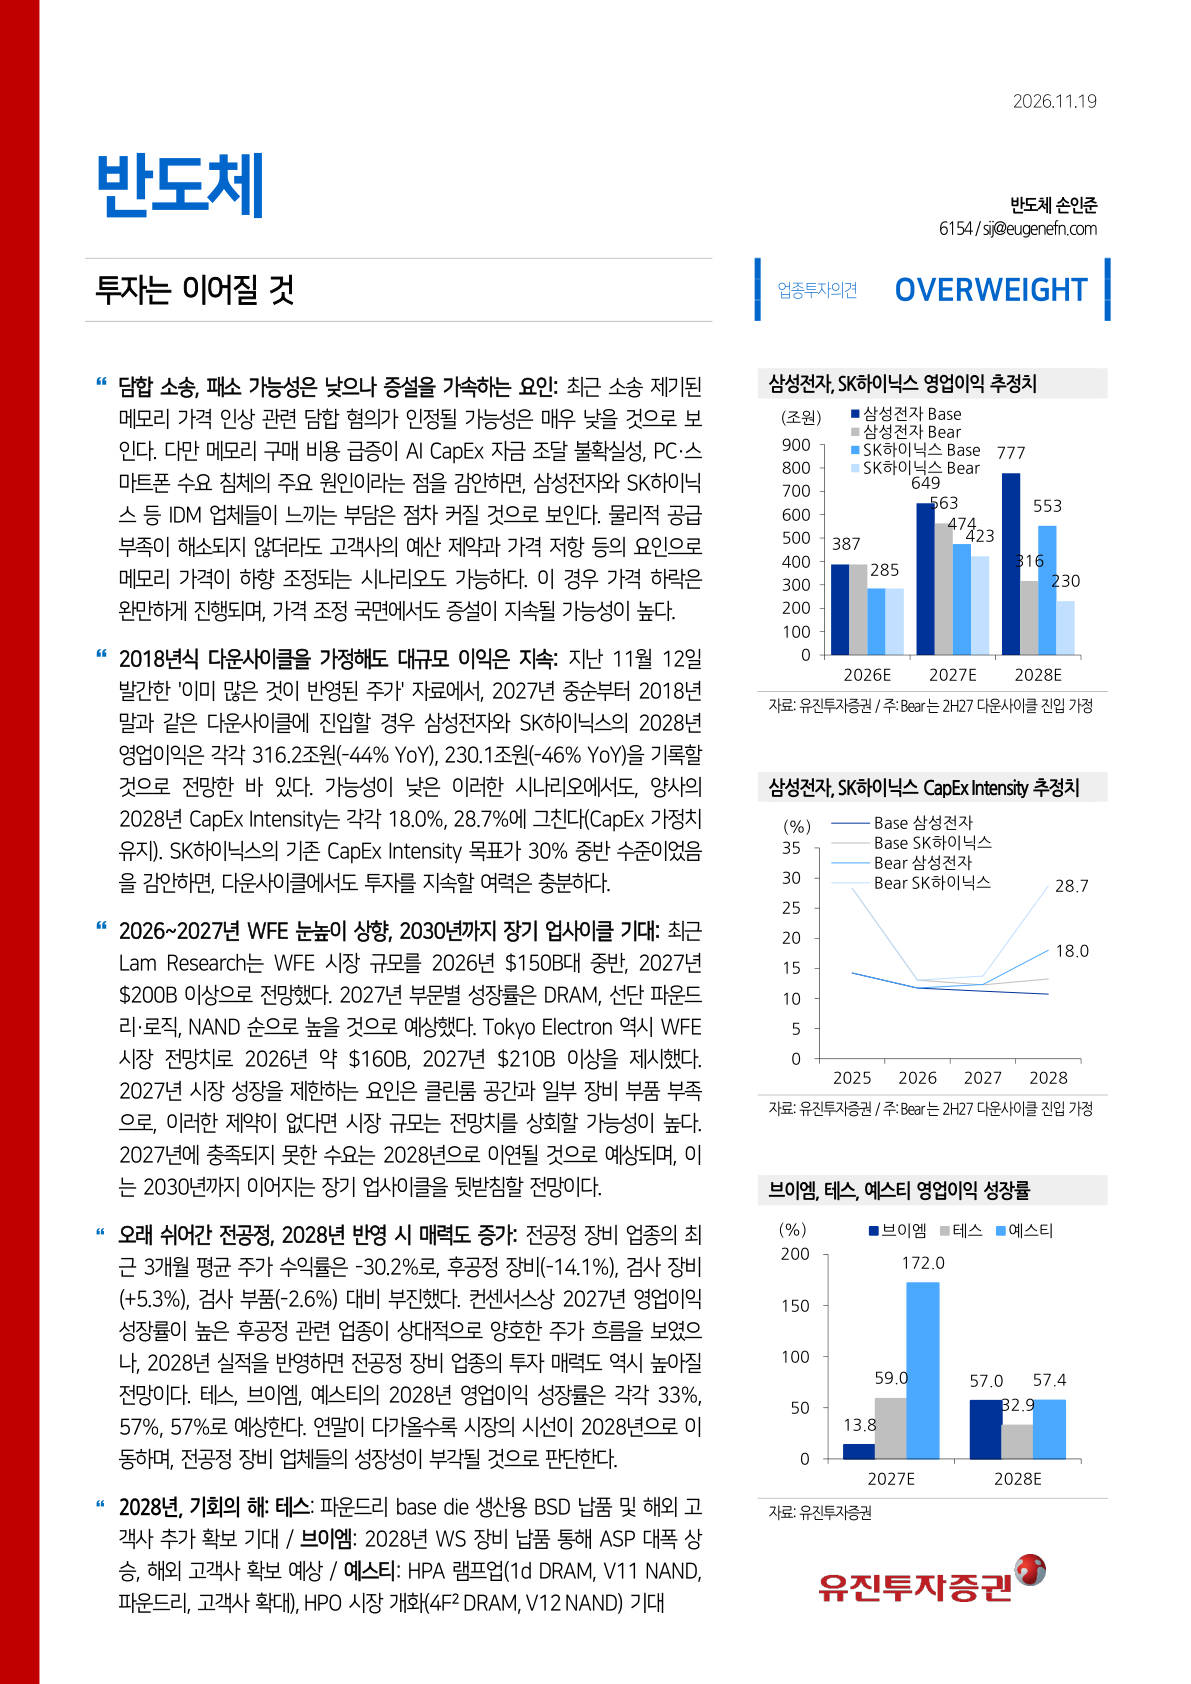 2026.11.19
반도체
반도체 손인준
6154 / sij@eugenefn.com
투자는 이어질 것
업종투자의견 OVERWEIGHT
“ 담합 소송, 패소 가능성은 낮으나 증설을 가속하는 요인: 최근 소송 제기된
메모리 가격 인상 관련 담합 혐의가 인정될 가능성은 매우 낮을 것으로 보
인다. 다만 메모리 구매 비용 급증이 AI CapEx 자금 조달 불확실성, PC·스
마트폰 수요 침체의 주요 원인이라는 점을 감안하면, 삼성전자와 SK하이닉
스 등 IDM 업체들이 느끼는 부담은 점차 커질 것으로 보인다. 물리적 공급
부족이 해소되지 않더라도 고객사의 예산 제약과 가격 저항 등의 요인으로
메모리 가격이 하향 조정되는 시나리오도 가능하다. 이 경우 가격 하락은
완만하게 진행되며, 가격 조정 국면에서도 증설이 지속될 가능성이 높다.
“ 2018년식 다운사이클을 가정해도 대규모 이익은 지속: 지난 11월 12일
발간한 '이미 많은 것이 반영된 주가' 자료에서, 2027년 중순부터 2018년
말과 같은 다운사이클에 진입할 경우 삼성전자와 SK하이닉스의 2028년
영업이익은 각각 316.2조원(-44% YoY), 230.1조원(-46% YoY)을 기록할
것으로 전망한 바 있다. 가능성이 낮은 이러한 시나리오에서도, 양사의
2028년 CapEx Intensity는 각각 18.0%, 28.7%에 그친다(CapEx 가정치
유지). SK하이닉스의 기존 CapEx Intensity 목표가 30% 중반 수준이었음
을 감안하면, 다운사이클에서도 투자를 지속할 여력은 충분하다.
“ 2026~2027년 WFE 눈높이 상향, 2030년까지 장기 업사이클 기대: 최근
Lam Research는 WFE 시장 규모를 2026년 $150B대 중반, 2027년
$200B 이상으로 전망했다. 2027년 부문별 성장률은 DRAM, 선단 파운드
리·로직, NAND 순으로 높을 것으로 예상했다. Tokyo Electron 역시 WFE
시장 전망치로 2026년 약 $160B, 2027년 $210B 이상을 제시했다.
2027년 시장 성장을 제한하는 요인은 클린룸 공간과 일부 장비 부품 부족
으로, 이러한 제약이 없다면 시장 규모는 전망치를 상회할 가능성이 높다.
2027년에 충족되지 못한 수요는 2028년으로 이연될 것으로 예상되며, 이
는 2030년까지 이어지는 장기 업사이클을 뒷받침할 전망이다.
“ 오래 쉬어간 전공정, 2028년 반영 시 매력도 증가: 전공정 장비 업종의 최
근 3개월 평균 주가 수익률은 -30.2%로, 후공정 장비(-14.1%), 검사 장비
(+5.3%), 검사 부품(-2.6%) 대비 부진했다. 컨센서스상 2027년 영업이익
성장률이 높은 후공정 관련 업종이 상대적으로 양호한 주가 흐름을 보였으
나, 2028년 실적을 반영하면 전공정 장비 업종의 투자 매력도 역시 높아질
전망이다. 테스, 브이엠, 예스티의 2028년 영업이익 성장률은 각각 33%,
57%, 57%로 예상한다. 연말이 다가올수록 시장의 시선이 2028년으로 이
동하며, 전공정 장비 업체들의 성장성이 부각될 것으로 판단한다.
“ 2028년, 기회의 해: 테스: 파운드리 base die 생산용 BSD 납품 및 해외 고
객사 추가 확보 기대 / 브이엠: 2028년 WS 장비 납품 통해 ASP 대폭 상
승, 해외 고객사 확보 예상 / 예스티: HPA 램프업(1d DRAM, V11 NAND,
파운드리, 고객사 확대), HPO 시장 개화(4F² DRAM, V12 NAND) 기대
삼성전자, SK하이닉스 영업이익 추정치
(조원)
삼성전자 Base
삼성전자 Bear
SK하이닉스 Base
SK하이닉스 Bear
900
800
700
600
500
400
300
200
100
0
387
285
649
563
474
423
777
316
553
230
2026E 2027E 2028E
자료: 유진투자증권 / 주: Bear는 2H27 다운사이클 진입 가정
삼성전자, SK하이닉스 CapEx Intensity 추정치
(%)
Base 삼성전자
Base SK하이닉스
Bear 삼성전자
Bear SK하이닉스
35
30
25
20
15
10
5
0
28.7
18.0
2025 2026 2027 2028
자료: 유진투자증권 / 주: Bear는 2H27 다운사이클 진입 가정
브이엠, 테스, 예스티 영업이익 성장률
(%)
브이엠 테스 예스티
200
150
100
50
0
13.8
59.0
172.0
57.0
32.9
57.4
2027E 2028E
자료: 유진투자증권
유진투자증권